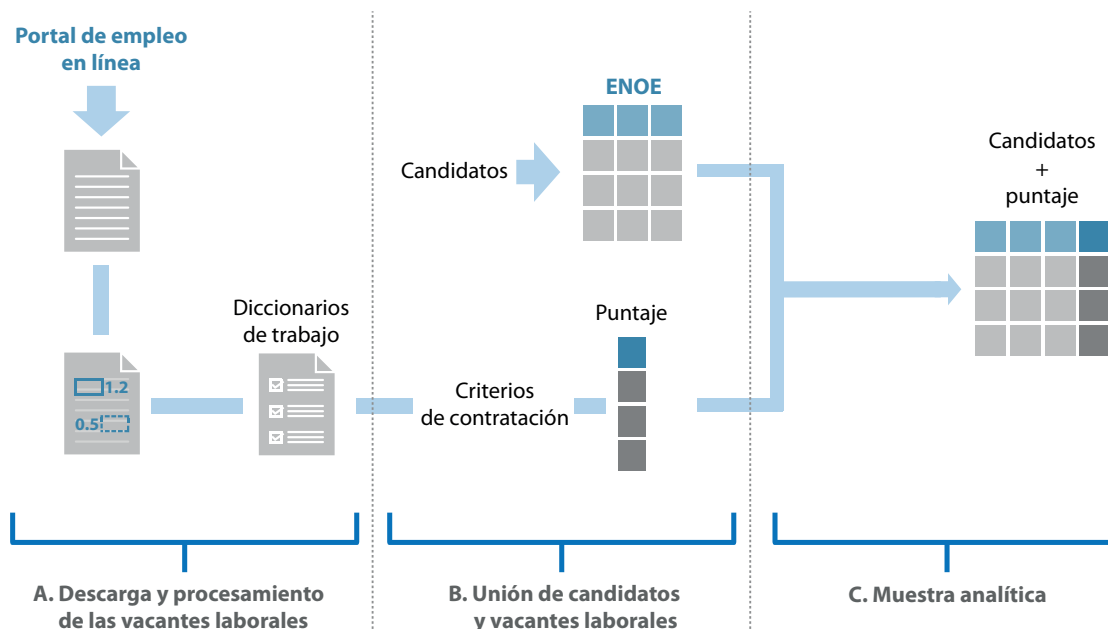 Portal de empleo
en línea
1.2
0.5
Diccionarios
de trabajo
ENOE
Candidatos
Criterios
de contratación
Puntaje
Candidatos
+
puntaje
A. Descarga y procesamiento
de las vacantes laborales
B. Unión de candidatos
y vacantes laborales
C. Muestra analítica